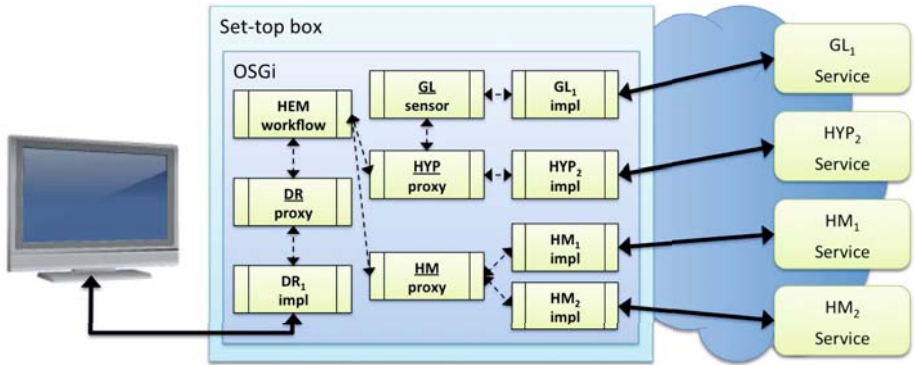 Set-top box
OSGi
HEM
workflow
DR
proxy
DR₁
impl
GL
sensor
HYP
proxy
HM
proxy
GL₁
impl
HYP₂
impl
HM₁
impl
HM₂
impl
GL₁
Service
HYP₂
Service
HM₁
Service
HM₂
Service